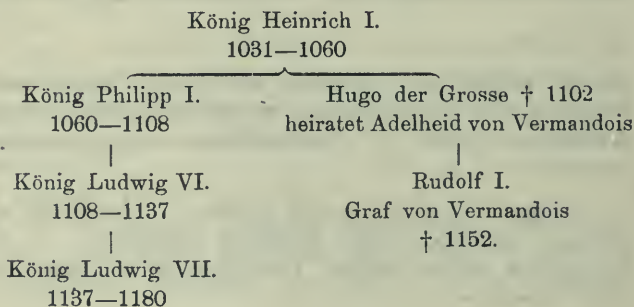 König Heinrich I.
1031—1060
König Philipp I.
1060—1108
Hugo der Grosse † 1102
heiratet Adelheid von Vermandois
König Ludwig VI.
1108—1137
Rudolf I.
Graf von Vermandois
† 1152.
König Ludwig VII.
1137—1180